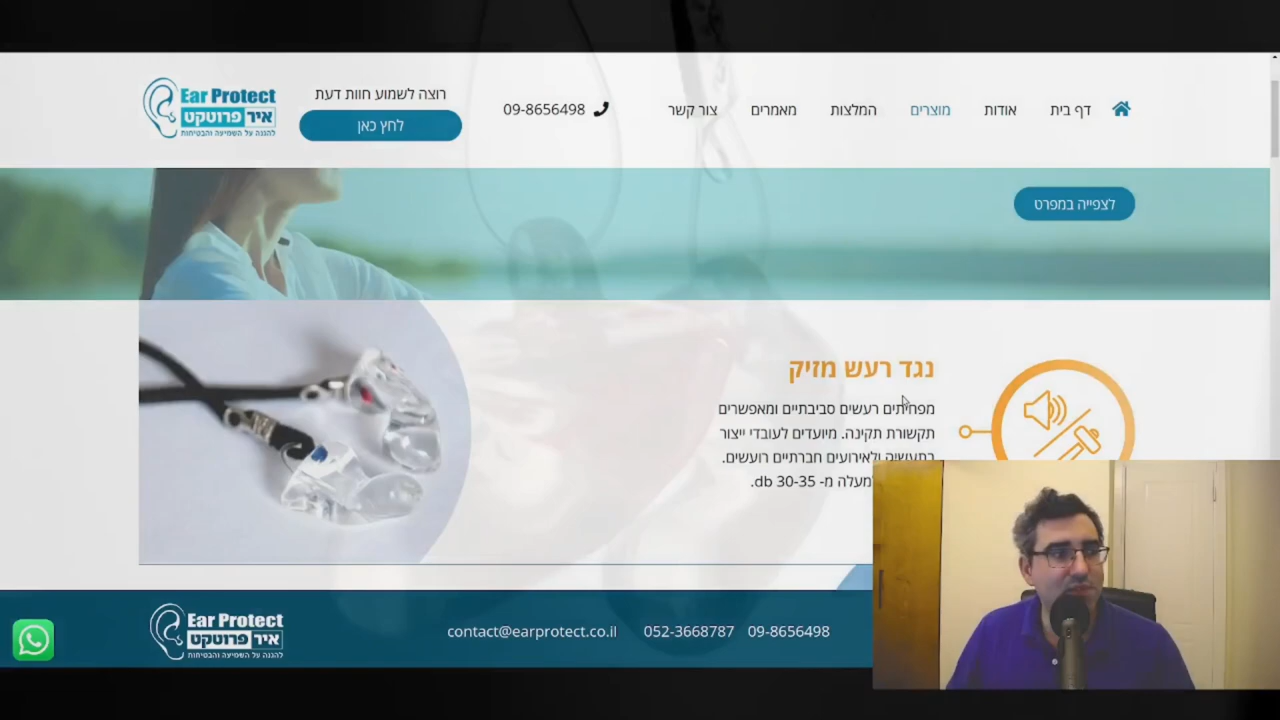 דף בית
אודות
מוצרים
המלצות
מאמרים
צור קשר
09-8656498
רוצה לשמוע חוות דעת
לחץ כאן
Ear Protect
איר פרוטקט
להגנה על השמיעה והבטיחות
לצפייה במפרט
נגד רעש מזיק
מפחיתים רעשים סביבתיים ומאפשרים
תקשורת תקינה. מיועדים לעובדי ייצור
בתעשיה ולאירועים חברתיים רועשים.
למעלה מ- 30-35 db.
Ear Protect
איר פרוטקט
להגנה על השמיעה והבטיחות
contact@earprotect.co.il 052-3668787 09-8656498